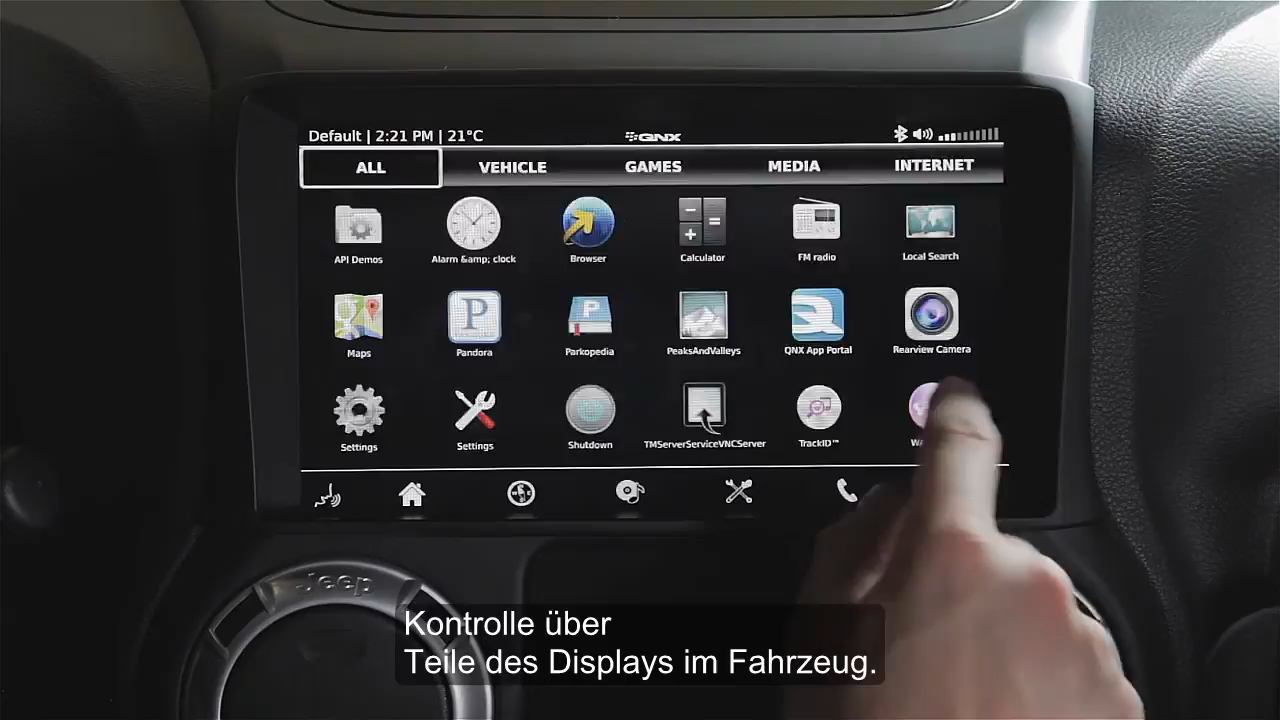 Default | 2:21 PM | 21°C
QNX
ALL
VEHICLE
GAMES
MEDIA
INTERNET
API Demos
Alarm &amp; clock
Browser
Calculator
FM radio
Local Search
Maps
Pandora
Parkopedia
PeaksAndValleys
QNX App Portal
Rearview Camera
Settings
Settings
Shutdown
TMServerServiceVNCServer
TrackID™
Jeep
Kontrolle über
Teile des Displays im Fahrzeug.